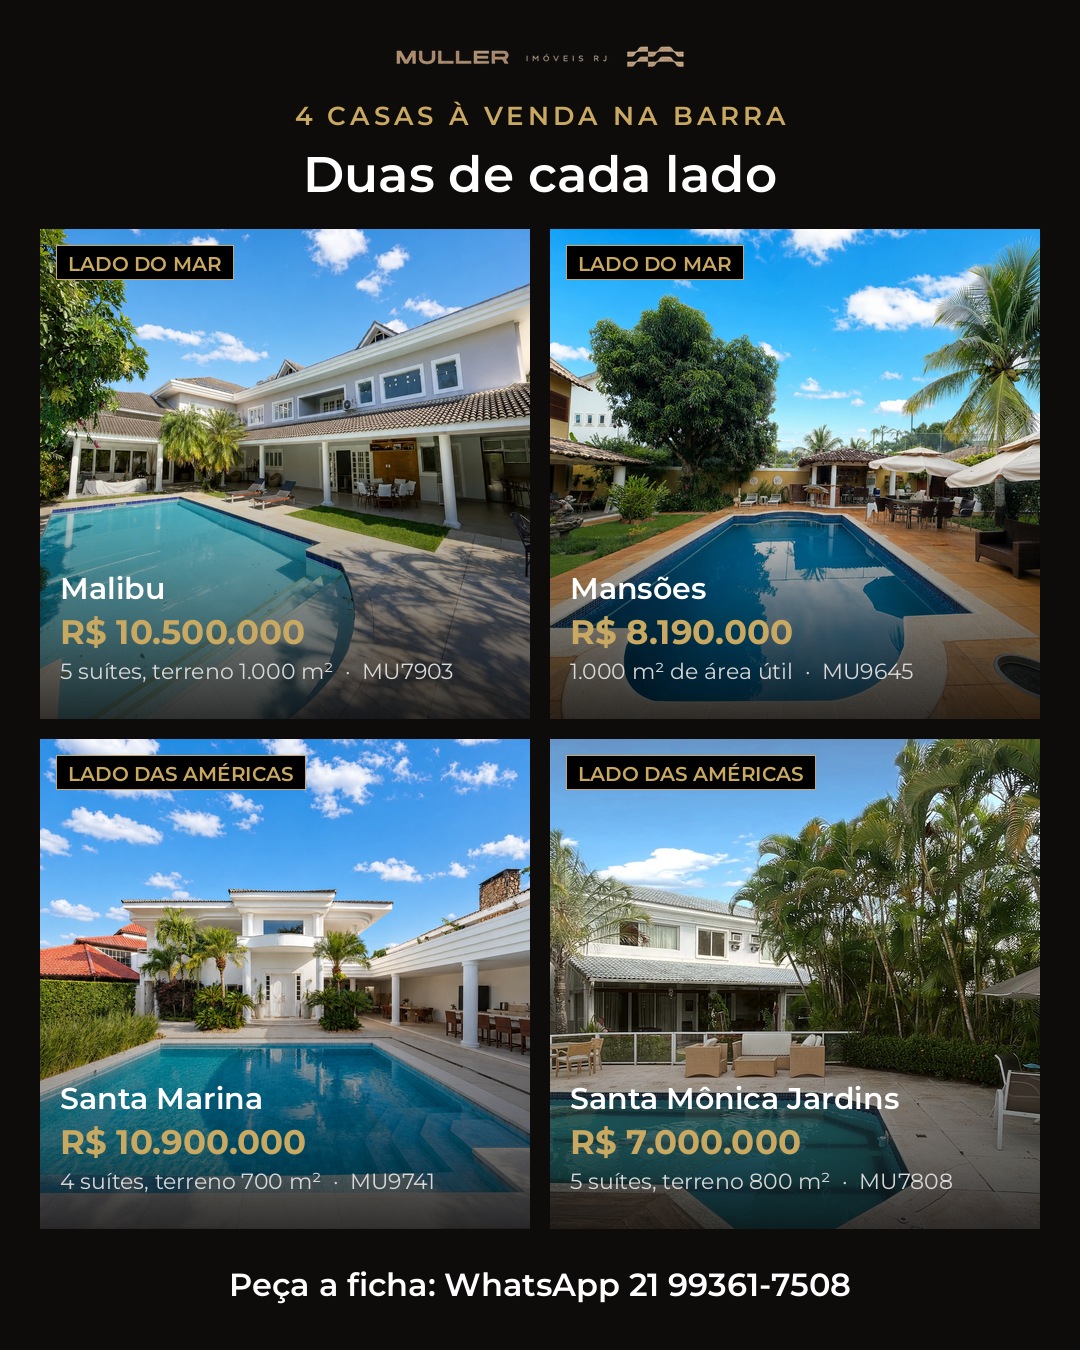 MULLER IMÓVEIS RJ
4 CASAS À VENDA NA BARRA
Duas de cada lado
LADO DO MAR
Malibu
R$ 10.500.000
5 suítes, terreno 1.000 m² · MU7903
LADO DO MAR
Mansões
R$ 8.190.000
1.000 m² de área útil · MU9645
LADO DAS AMÉRICAS
Santa Marina
R$ 10.900.000
4 suítes, terreno 700 m² · MU9741
LADO DAS AMÉRICAS
Santa Mônica Jardins
R$ 7.000.000
5 suítes, terreno 800 m² · MU7808
Peça a ficha: WhatsApp 21 99361-7508